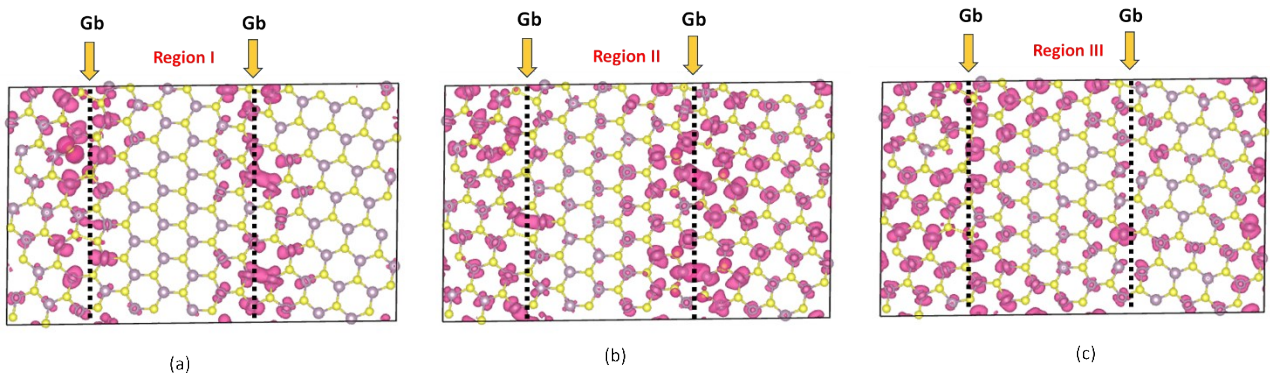 Gb Gb
Region I
(a)
Gb Gb
Region II
(b)
Gb Gb
Region III
(c)